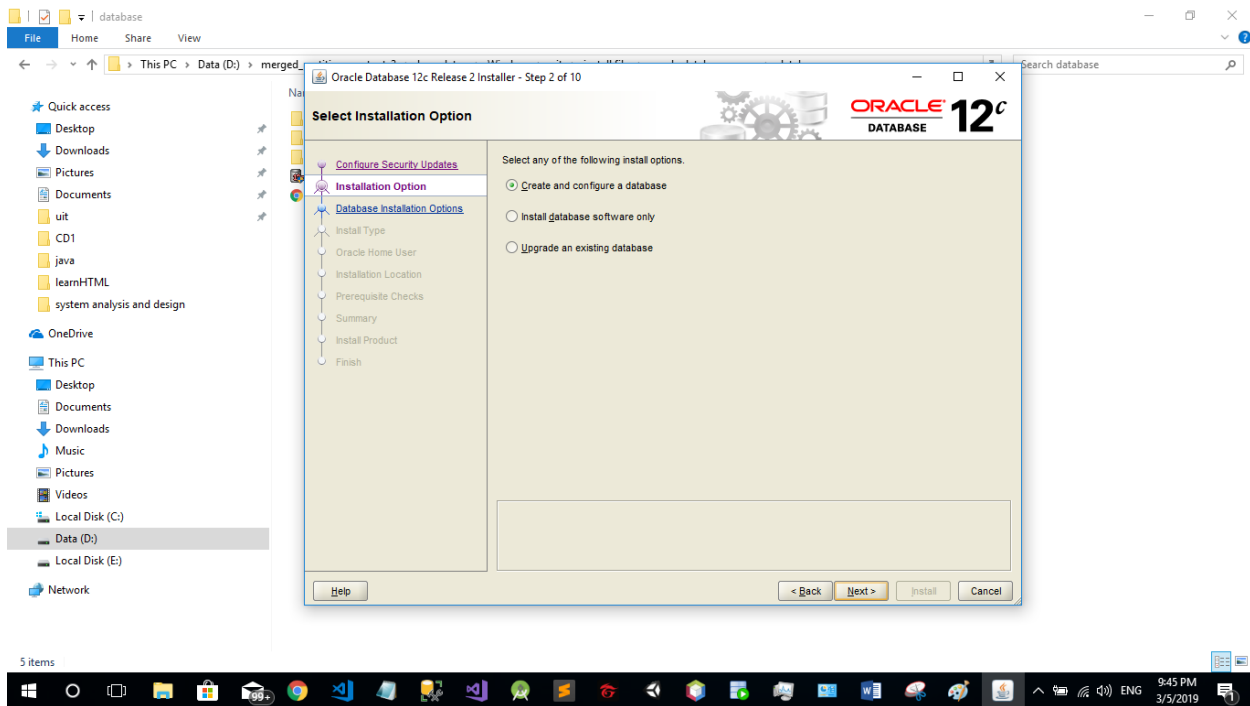 database
File Home Share View
This PC > Data (D:) > merged_
Search database
Quick access
Desktop
Downloads
Pictures
Documents
uit
CD1
java
learnHTML
system analysis and design
OneDrive
This PC
Desktop
Documents
Downloads
Music
Pictures
Videos
Local Disk (C:)
Data (D:)
Local Disk (E:)
Network
5 items
Oracle Database 12c Release 2 Installer - Step 2 of 10
Select Installation Option
ORACLE
DATABASE
12c
Configure Security Updates
Installation Option
Database Installation Options
Install Type
Oracle Home User
Installation Location
Prerequisite Checks
Summary
Install Product
Finish
Select any of the following install options.
Create and configure a database
Install database software only
Upgrade an existing database
Help
< Back
Next >
Install
Cancel
99+
ENG
9:45 PM
3/5/2019
1